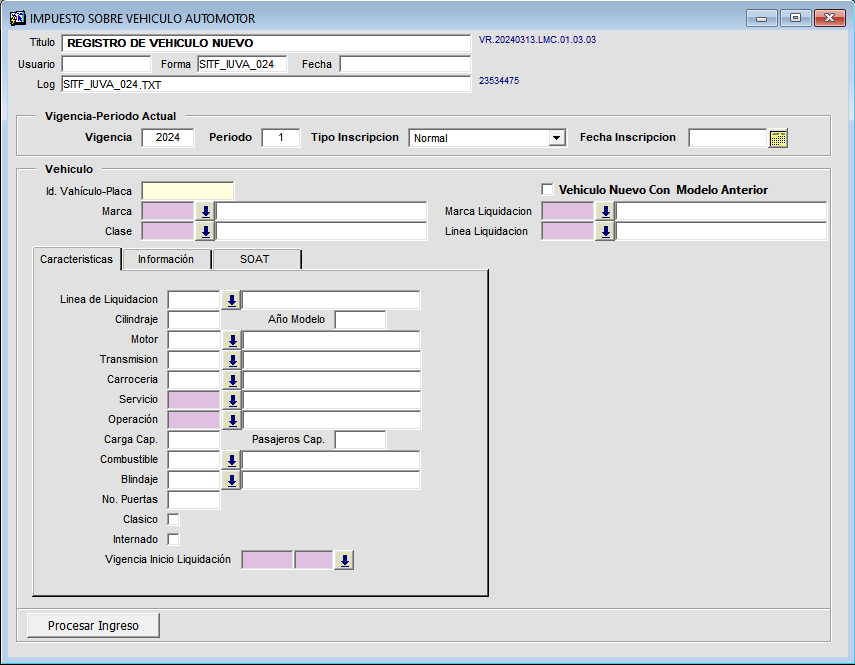 IMPUESTO SOBRE VEHICULO AUTOMOTOR
Titulo REGISTRO DE VEHICULO NUEVO VR.20240313.LMC.01.03.03
Usuario Forma SITF_IUVA_024 Fecha
Log SITF_IUVA_024.TXT 23534475
Vigencia-Periodo Actual
Vigencia 2024 Periodo 1 Tipo Inscripcion Normal Fecha Inscripcion
Vehiculo
Id. Vahículo-Placa Vehiculo Nuevo Con Modelo Anterior
Marca Marca Liquidacion
Clase Linea Liquidacion
Caracteristicas Información SOAT
Linea de Liquidacion
Cilindraje Año Modelo
Motor
Transmision
Carroceria
Servicio
Operación
Carga Cap. Pasajeros Cap.
Combustible
Blindaje
No. Puertas
Clasico
Internado
Vigencia Inicio Liquidación
Procesar Ingreso